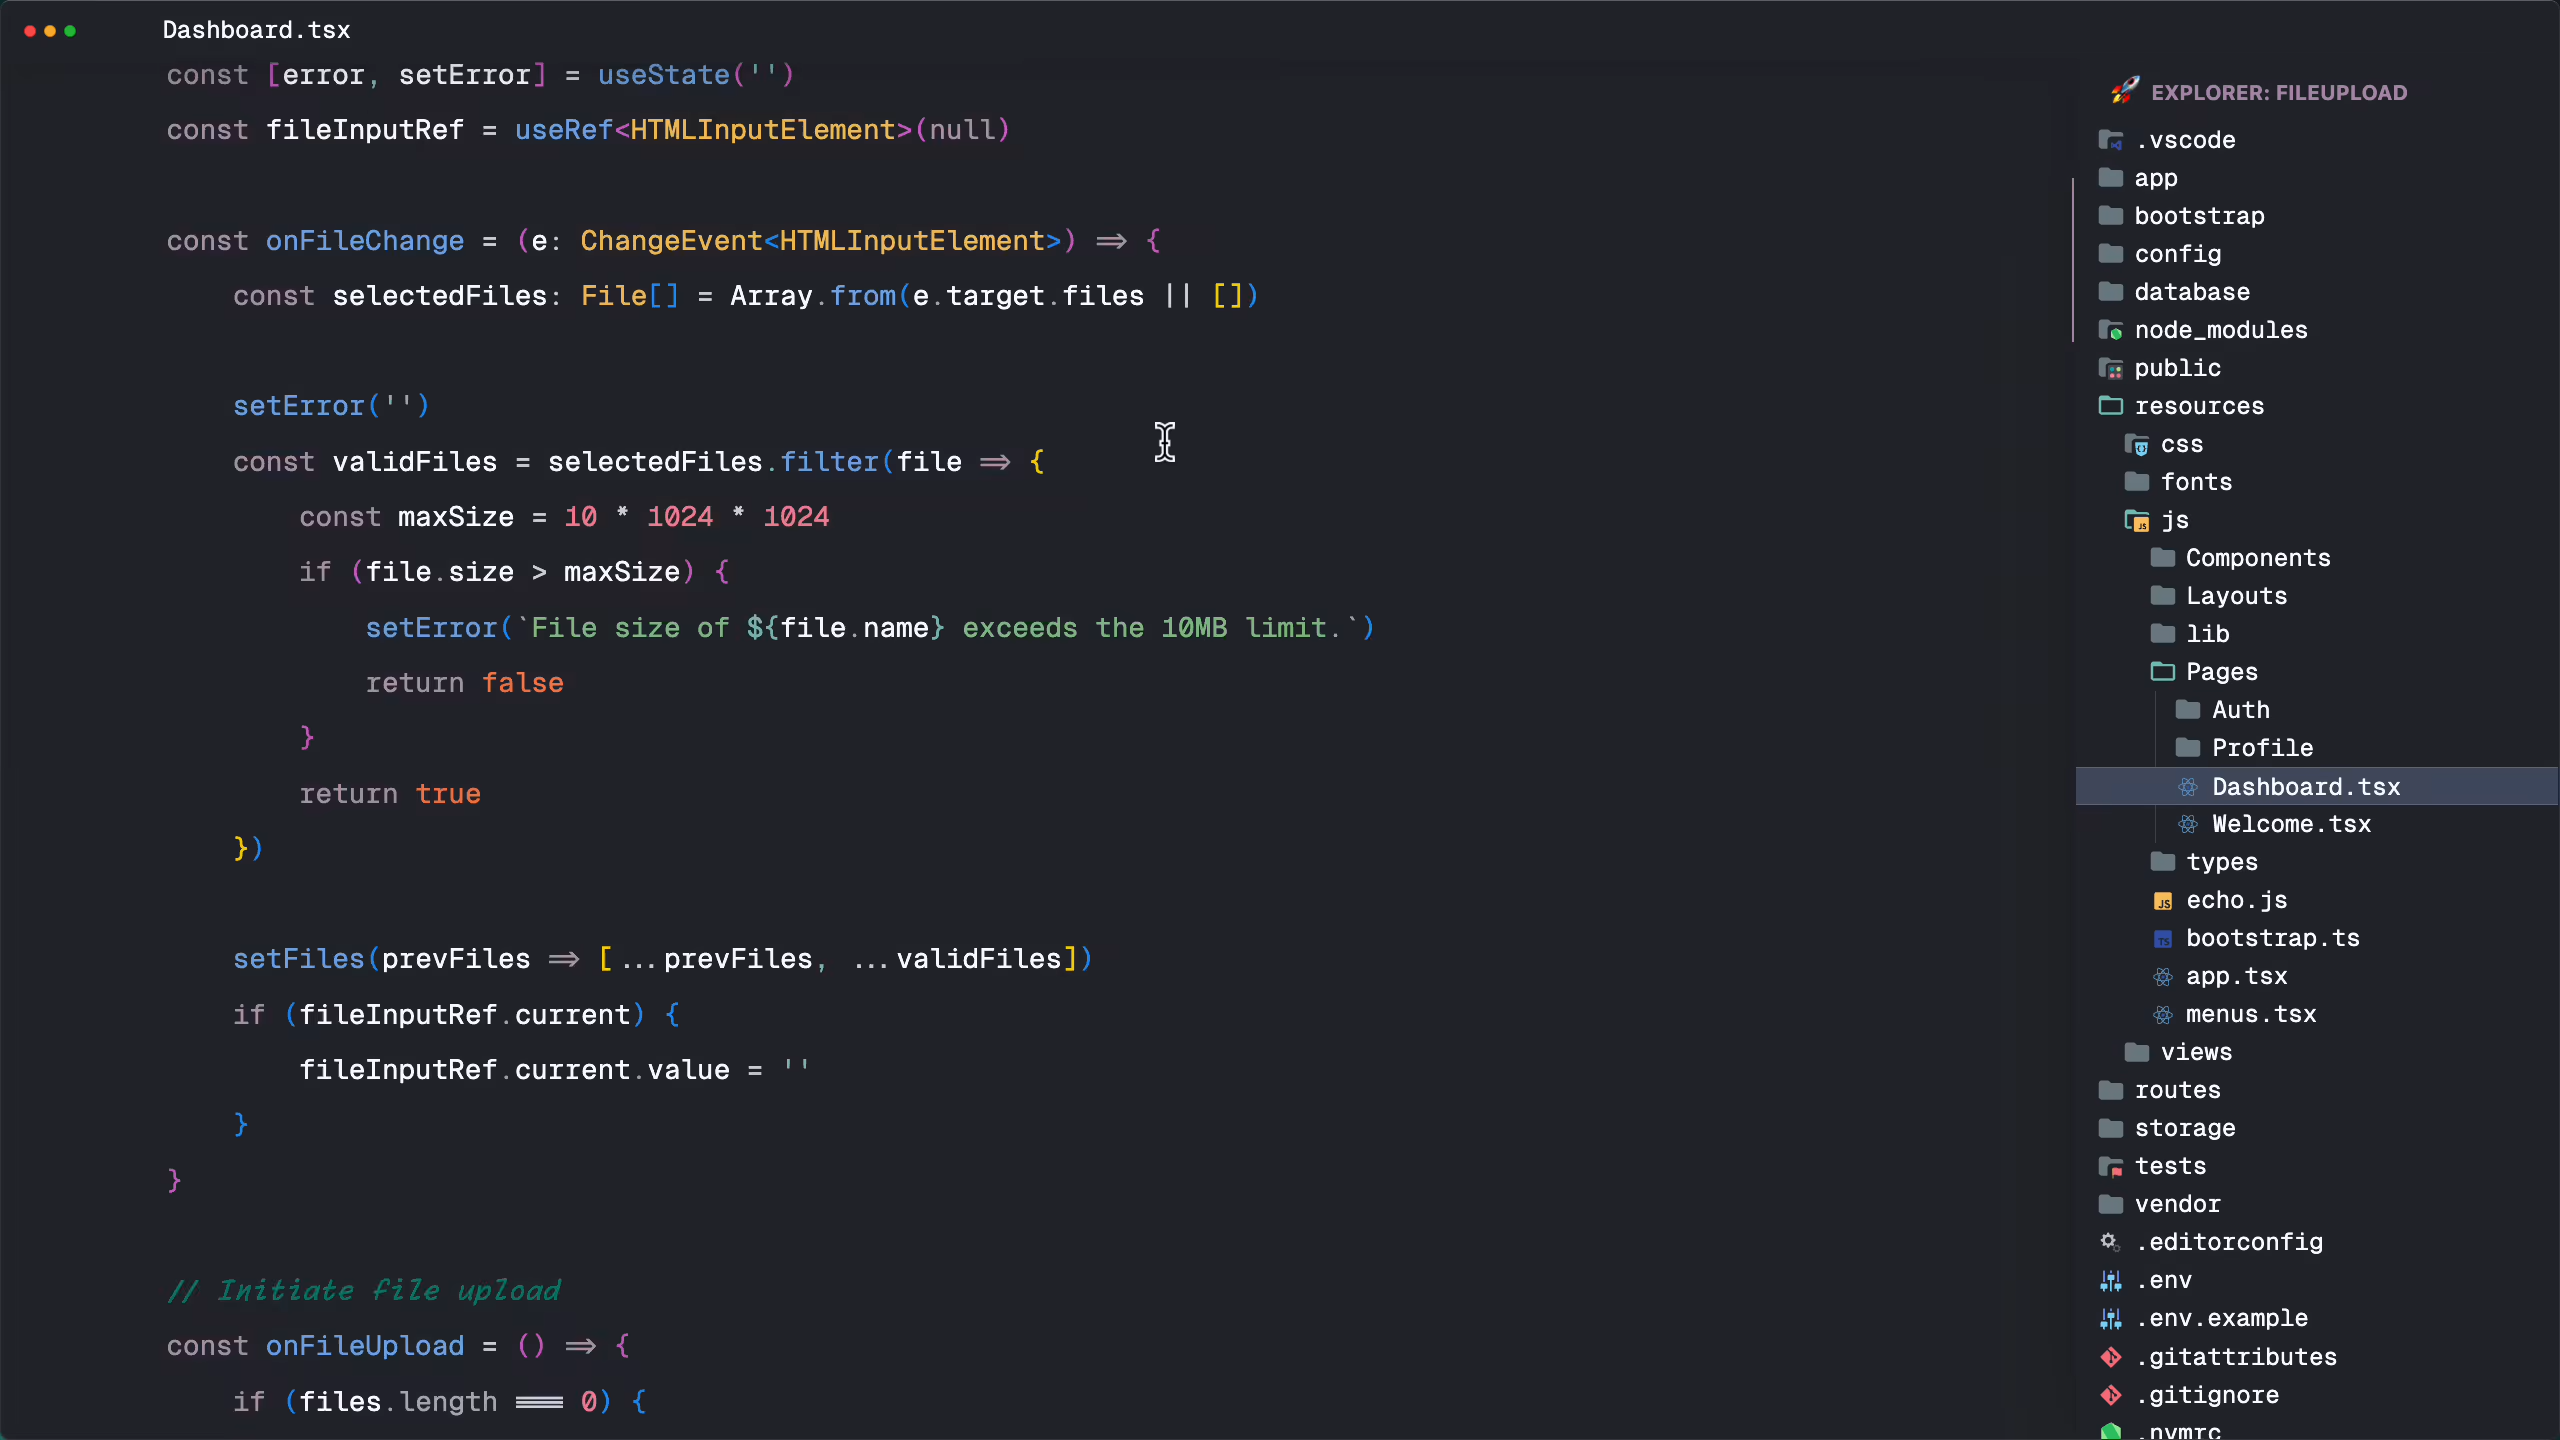 Dashboard.tsx
const [error, setError] = useState('')
const fileInputRef = useRef<HTMLInputElement>(null)
const onFileChange = (e: ChangeEvent<HTMLInputElement>) => {
const selectedFiles: File[] = Array.from(e.target.files || [])
setError('')
const validFiles = selectedFiles.filter(file => {
const maxSize = 10 * 1024 * 1024
if (file.size > maxSize) {
setError(`File size of ${file.name} exceeds the 10MB limit.`)
return false
}
return true
})
setFiles(prevFiles => [...prevFiles, ...validFiles])
if (fileInputRef.current) {
fileInputRef.current.value = ''
}
}
// Initiate file upload
const onFileUpload = () => {
if (files.length === 0) {
EXPLORER: FILEUPLOAD
.vscode
app
bootstrap
config
database
node_modules
public
resources
css
fonts
js
Components
Layouts
lib
Pages
Auth
Profile
Dashboard.tsx
Welcome.tsx
types
echo.js
bootstrap.ts
app.tsx
menus.tsx
views
routes
storage
tests
vendor
.editorconfig
.env
.env.example
.gitattributes
.gitignore
.nvmrc